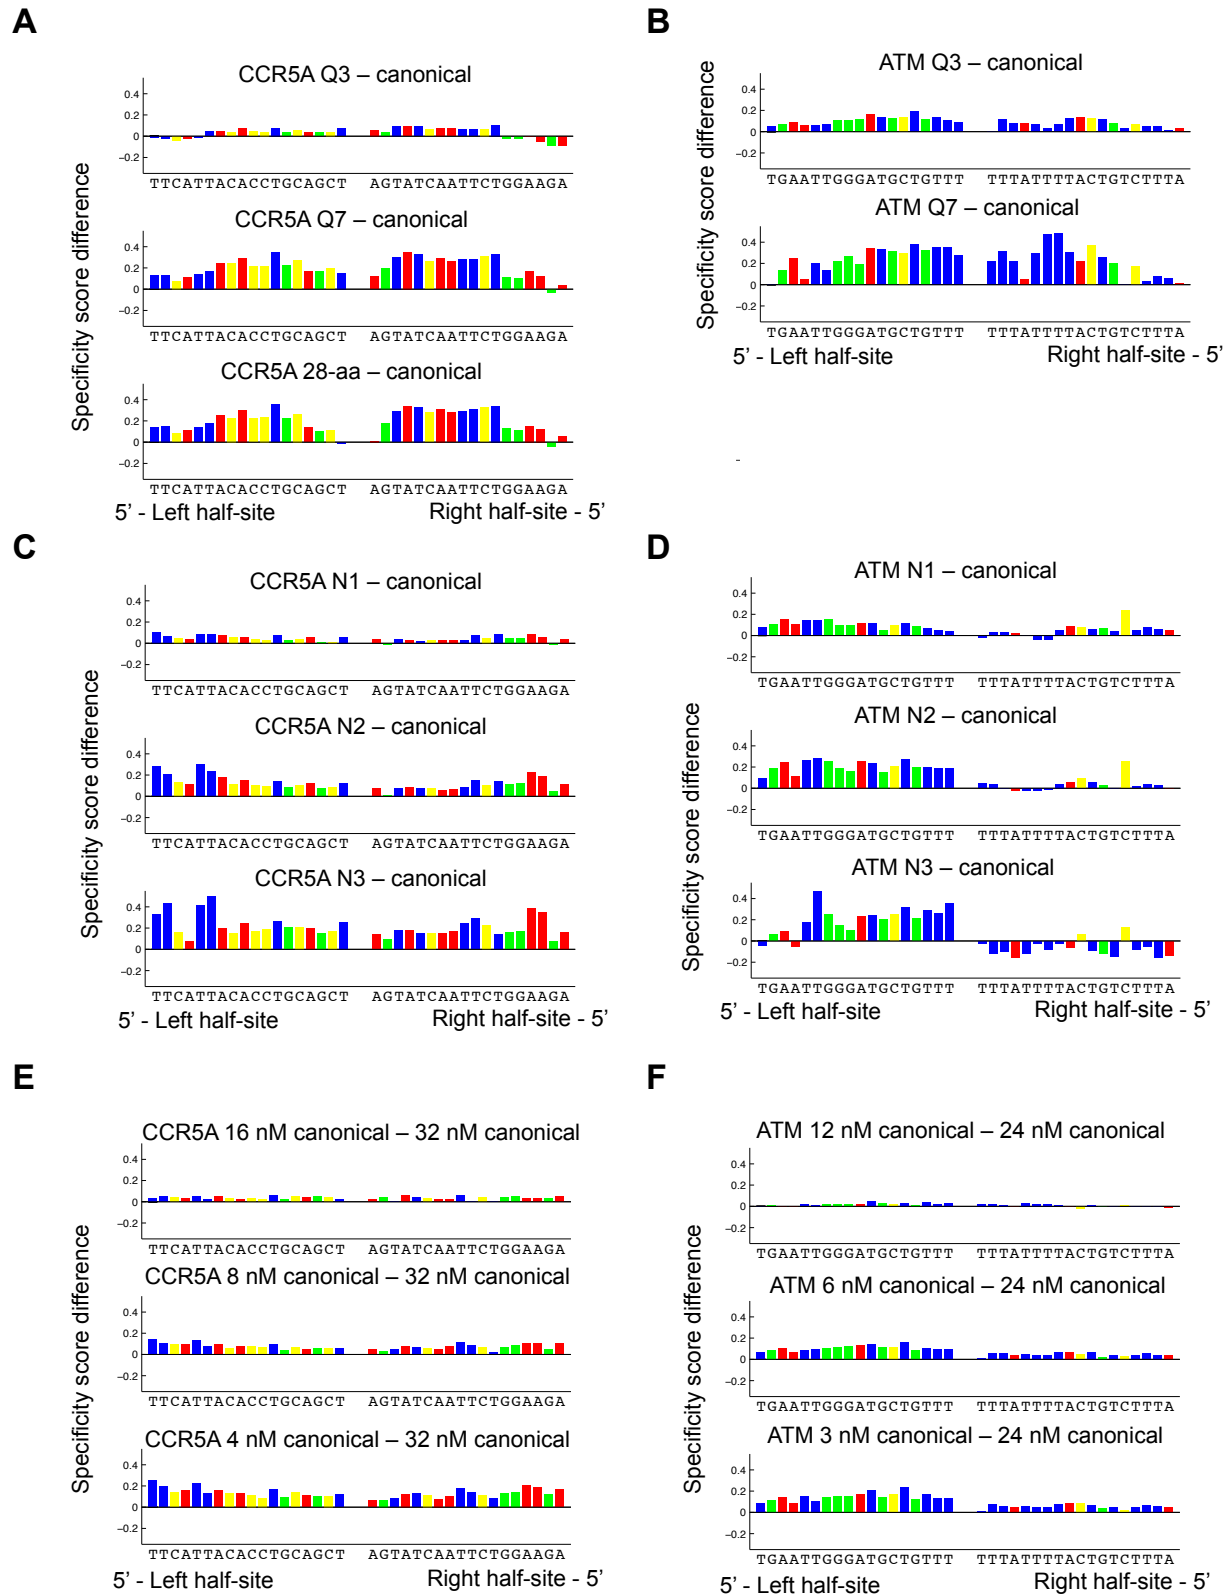 A
CCR5A Q3 – canonical
0.4
0.2
0
−0.2
TTCATTACACCTGCAGCT AGTATCAATTCTGGAAGA
CCR5A Q7 – canonical
0.4
0.2
0
−0.2
TTCATTACACCTGCAGCT AGTATCAATTCTGGAAGA
CCR5A 28-aa – canonical
0.4
0.2
0
−0.2
TTCATTACACCTGCAGCT AGTATCAATTCTGGAAGA
Specificity score difference
5’ - Left half-site Right half-site - 5’
B
ATM Q3 – canonical
0.4
0.2
0
−0.2
TGAATTGGGATGCTGTTT TTTATTTTACTGTCTTTA
ATM Q7 – canonical
0.4
0.2
0
−0.2
TGAATTGGGATGCTGTTT TTTATTTTACTGTCTTTA
Specificity score difference
5’ - Left half-site Right half-site - 5’
-
C
CCR5A N1 – canonical
0.4
0.2
0
−0.2
TTCATTACACCTGCAGCT AGTATCAATTCTGGAAGA
CCR5A N2 – canonical
0.4
0.2
0
−0.2
TTCATTACACCTGCAGCT AGTATCAATTCTGGAAGA
CCR5A N3 – canonical
0.4
0.2
0
−0.2
TTCATTACACCTGCAGCT AGTATCAATTCTGGAAGA
Specificity score difference
5’ - Left half-site Right half-site - 5’
D
ATM N1 – canonical
0.4
0.2
0
−0.2
TGAATTGGGATGCTGTTT TTTATTTTACTGTCTTTA
ATM N2 – canonical
0.4
0.2
0
−0.2
TGAATTGGGATGCTGTTT TTTATTTTACTGTCTTTA
ATM N3 – canonical
0.4
0.2
0
−0.2
TGAATTGGGATGCTGTTT TTTATTTTACTGTCTTTA
Specificity score difference
5’ - Left half-site Right half-site - 5’
E
CCR5A 16 nM canonical – 32 nM canonical
0.4
0.2
0
−0.2
TTCATTACACCTGCAGCT AGTATCAATTCTGGAAGA
CCR5A 8 nM canonical – 32 nM canonical
0.4
0.2
0
−0.2
TTCATTACACCTGCAGCT AGTATCAATTCTGGAAGA
CCR5A 4 nM canonical – 32 nM canonical
0.4
0.2
0
−0.2
TTCATTACACCTGCAGCT AGTATCAATTCTGGAAGA
Specificity score difference
5’ - Left half-site Right half-site - 5’
F
ATM 12 nM canonical – 24 nM canonical
0.4
0.2
0
−0.2
TGAATTGGGATGCTGTTT TTTATTTTACTGTCTTTA
ATM 6 nM canonical – 24 nM canonical
0.4
0.2
0
−0.2
TGAATTGGGATGCTGTTT TTTATTTTACTGTCTTTA
ATM 3 nM canonical – 24 nM canonical
0.4
0.2
0
−0.2
TGAATTGGGATGCTGTTT TTTATTTTACTGTCTTTA
Specificity score difference
5’ - Left half-site Right half-site - 5’